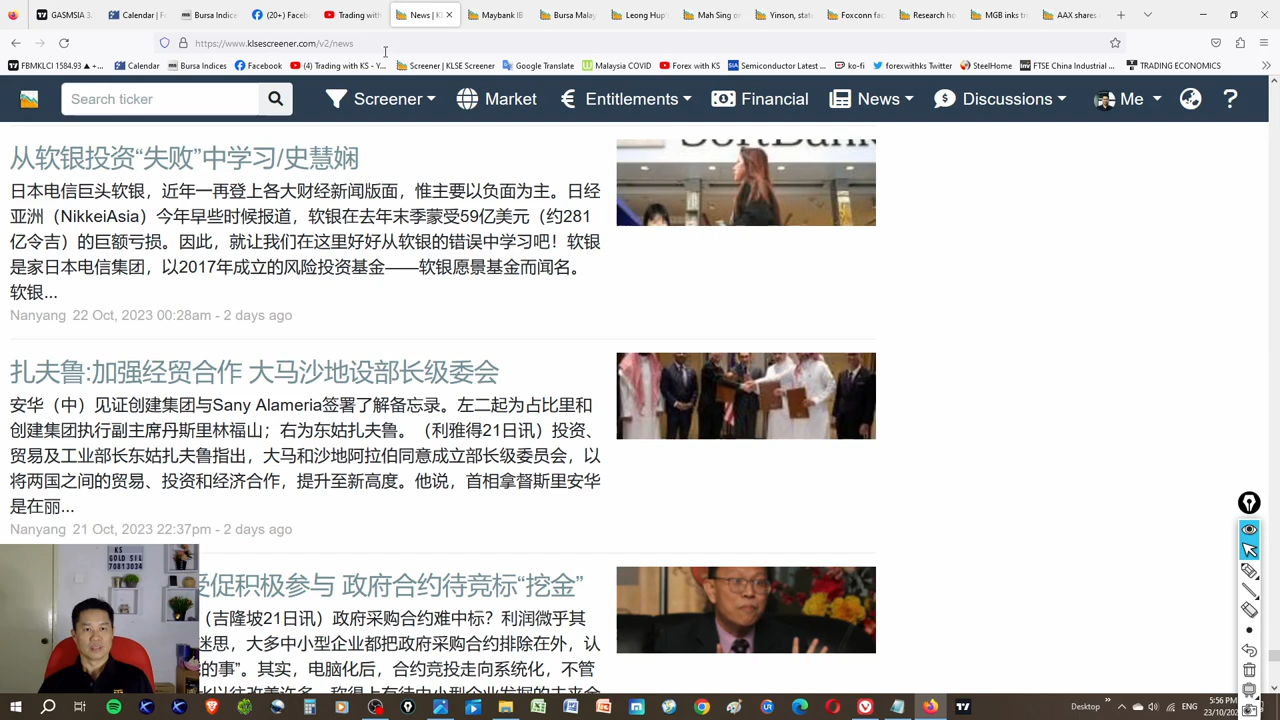 GASMSIA 3.
Calendar | F
Bursa Indices
(20+) Faceb
Trading with
News | KL
Maybank IB
Bursa Malay
Leong Hup's
Mah Sing or
Yinson, stat
Foxconn fac
Research ha
MGB inks tr
AAX shares
https://www.klsescreener.com/v2/news
FBMKLCI 1584.93 ▲ +...
Calendar
Bursa Indices
Facebook
(4) Trading with KS - Y...
Screener | KLSE Screener
Google Translate
Malaysia COVID
Forex with KS
Semiconductor Latest ...
ko-fi
forexwithks Twitter
SteelHome
FTSE China Industrial ...
TRADING ECONOMICS
Search ticker
Screener
Market
Entitlements
Financial
News
Discussions
Me
从软银投资“失败”中学习/史慧娴
日本电信巨头软银，近年一再登上各大财经新闻版面，惟主要以负面为主。日经
亚洲（NikkeiAsia）今年早些时候报道，软银在去年末季蒙受59亿美元（约281
亿令吉）的巨额亏损。因此，就让我们在这里好好从软银的错误中学习吧！软银
是家日本电信集团，以2017年成立的风险投资基金——软银愿景基金而闻名。
软银...
Nanyang 22 Oct, 2023 00:28am - 2 days ago
SoftBank
扎夫鲁:加强经贸合作 大马沙地设部长级委会
安华（中）见证创建集团与Sany Alameria签署了解备忘录。左二起为占比里和
创建集团执行副主席丹斯里林福山；右为东姑扎夫鲁。（利雅得21日讯）投资、
贸易及工业部长东姑扎夫鲁指出，大马和沙地阿拉伯同意成立部长级委员会，以
将两国之间的贸易、投资和经济合作，提升至新高度。他说，首相拿督斯里安华
是在丽...
Nanyang 21 Oct, 2023 22:37pm - 2 days ago
促积极参与 政府合约待竞标“挖金”
（吉隆坡21日讯）政府采购合约难中标？利润微乎其
迷思，大多中小型企业都把政府采购合约排除在外，认
的事”。其实，电脑化后，合约竞投走向系统化，不管
KS
GOLD SIL
70813034
Desktop
ENG
5:56 PM
23/10/20